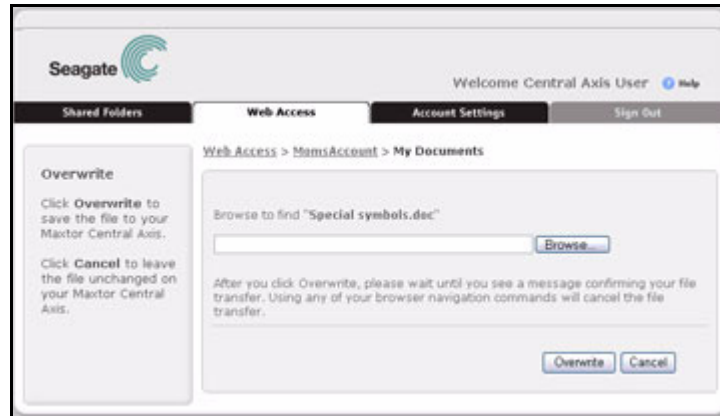 Seagate
Welcome Central Axis User ? Help
Shared Folders Web Access Account Settings Sign Out
Web Access > MomsAccount > My Documents
Overwrite
Click Overwrite to
save the file to your
Maxtor Central Axis.
Click Cancel to leave
the file unchanged on
your Maxtor Central
Axis.
Browse to find "Special symbols.doc"
Browse...
After you click Overwrite, please wait until you see a message confirming your file
transfer. Using any of your browser navigation commands will cancel the file
transfer.
Overwrite Cancel